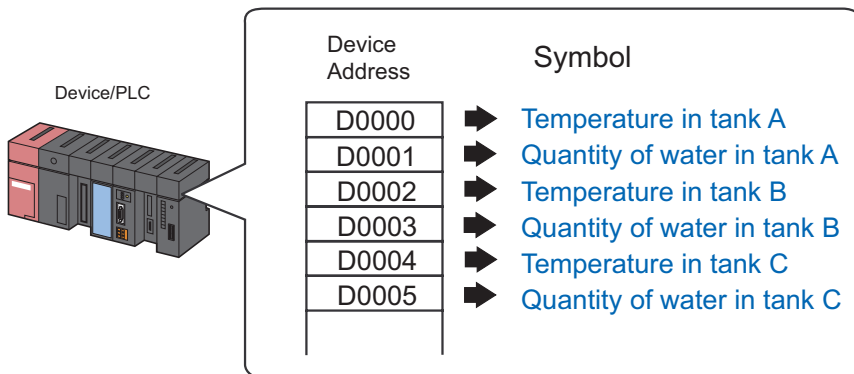 Device/PLC
Device
Address
Symbol
D0000
Temperature in tank A
D0001
Quantity of water in tank A
D0002
Temperature in tank B
D0003
Quantity of water in tank B
D0004
Temperature in tank C
D0005
Quantity of water in tank C